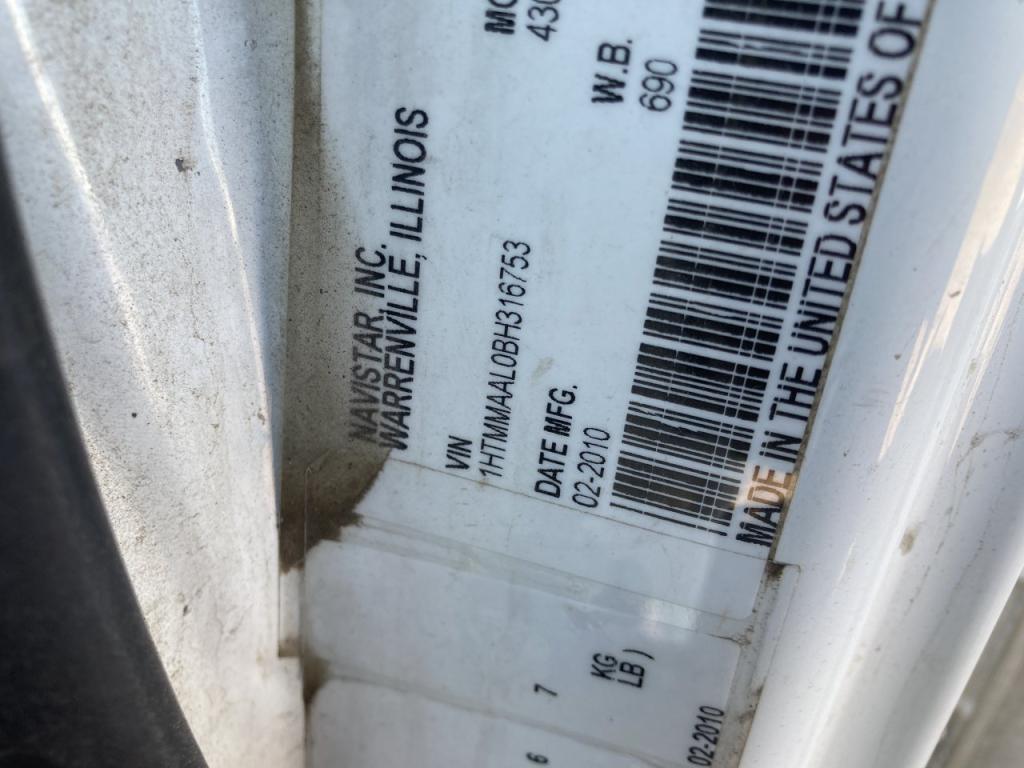 NAVISTAR, INC.
WARRENVILLE, ILLINOIS
VIN
1HTMMAAL0BH316753
DATE MFG.
02-2010
W.B.
690
MADE IN THE UNITED STATES OF
KG
LB )
7
6
02-2010